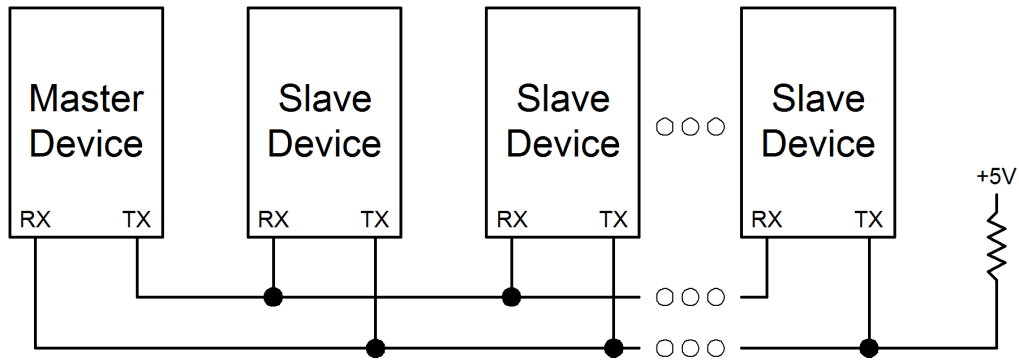 Master
Device
Slave
Device
Slave
Device
Slave
Device
+5V
RX TX
RX TX
RX TX
RX TX